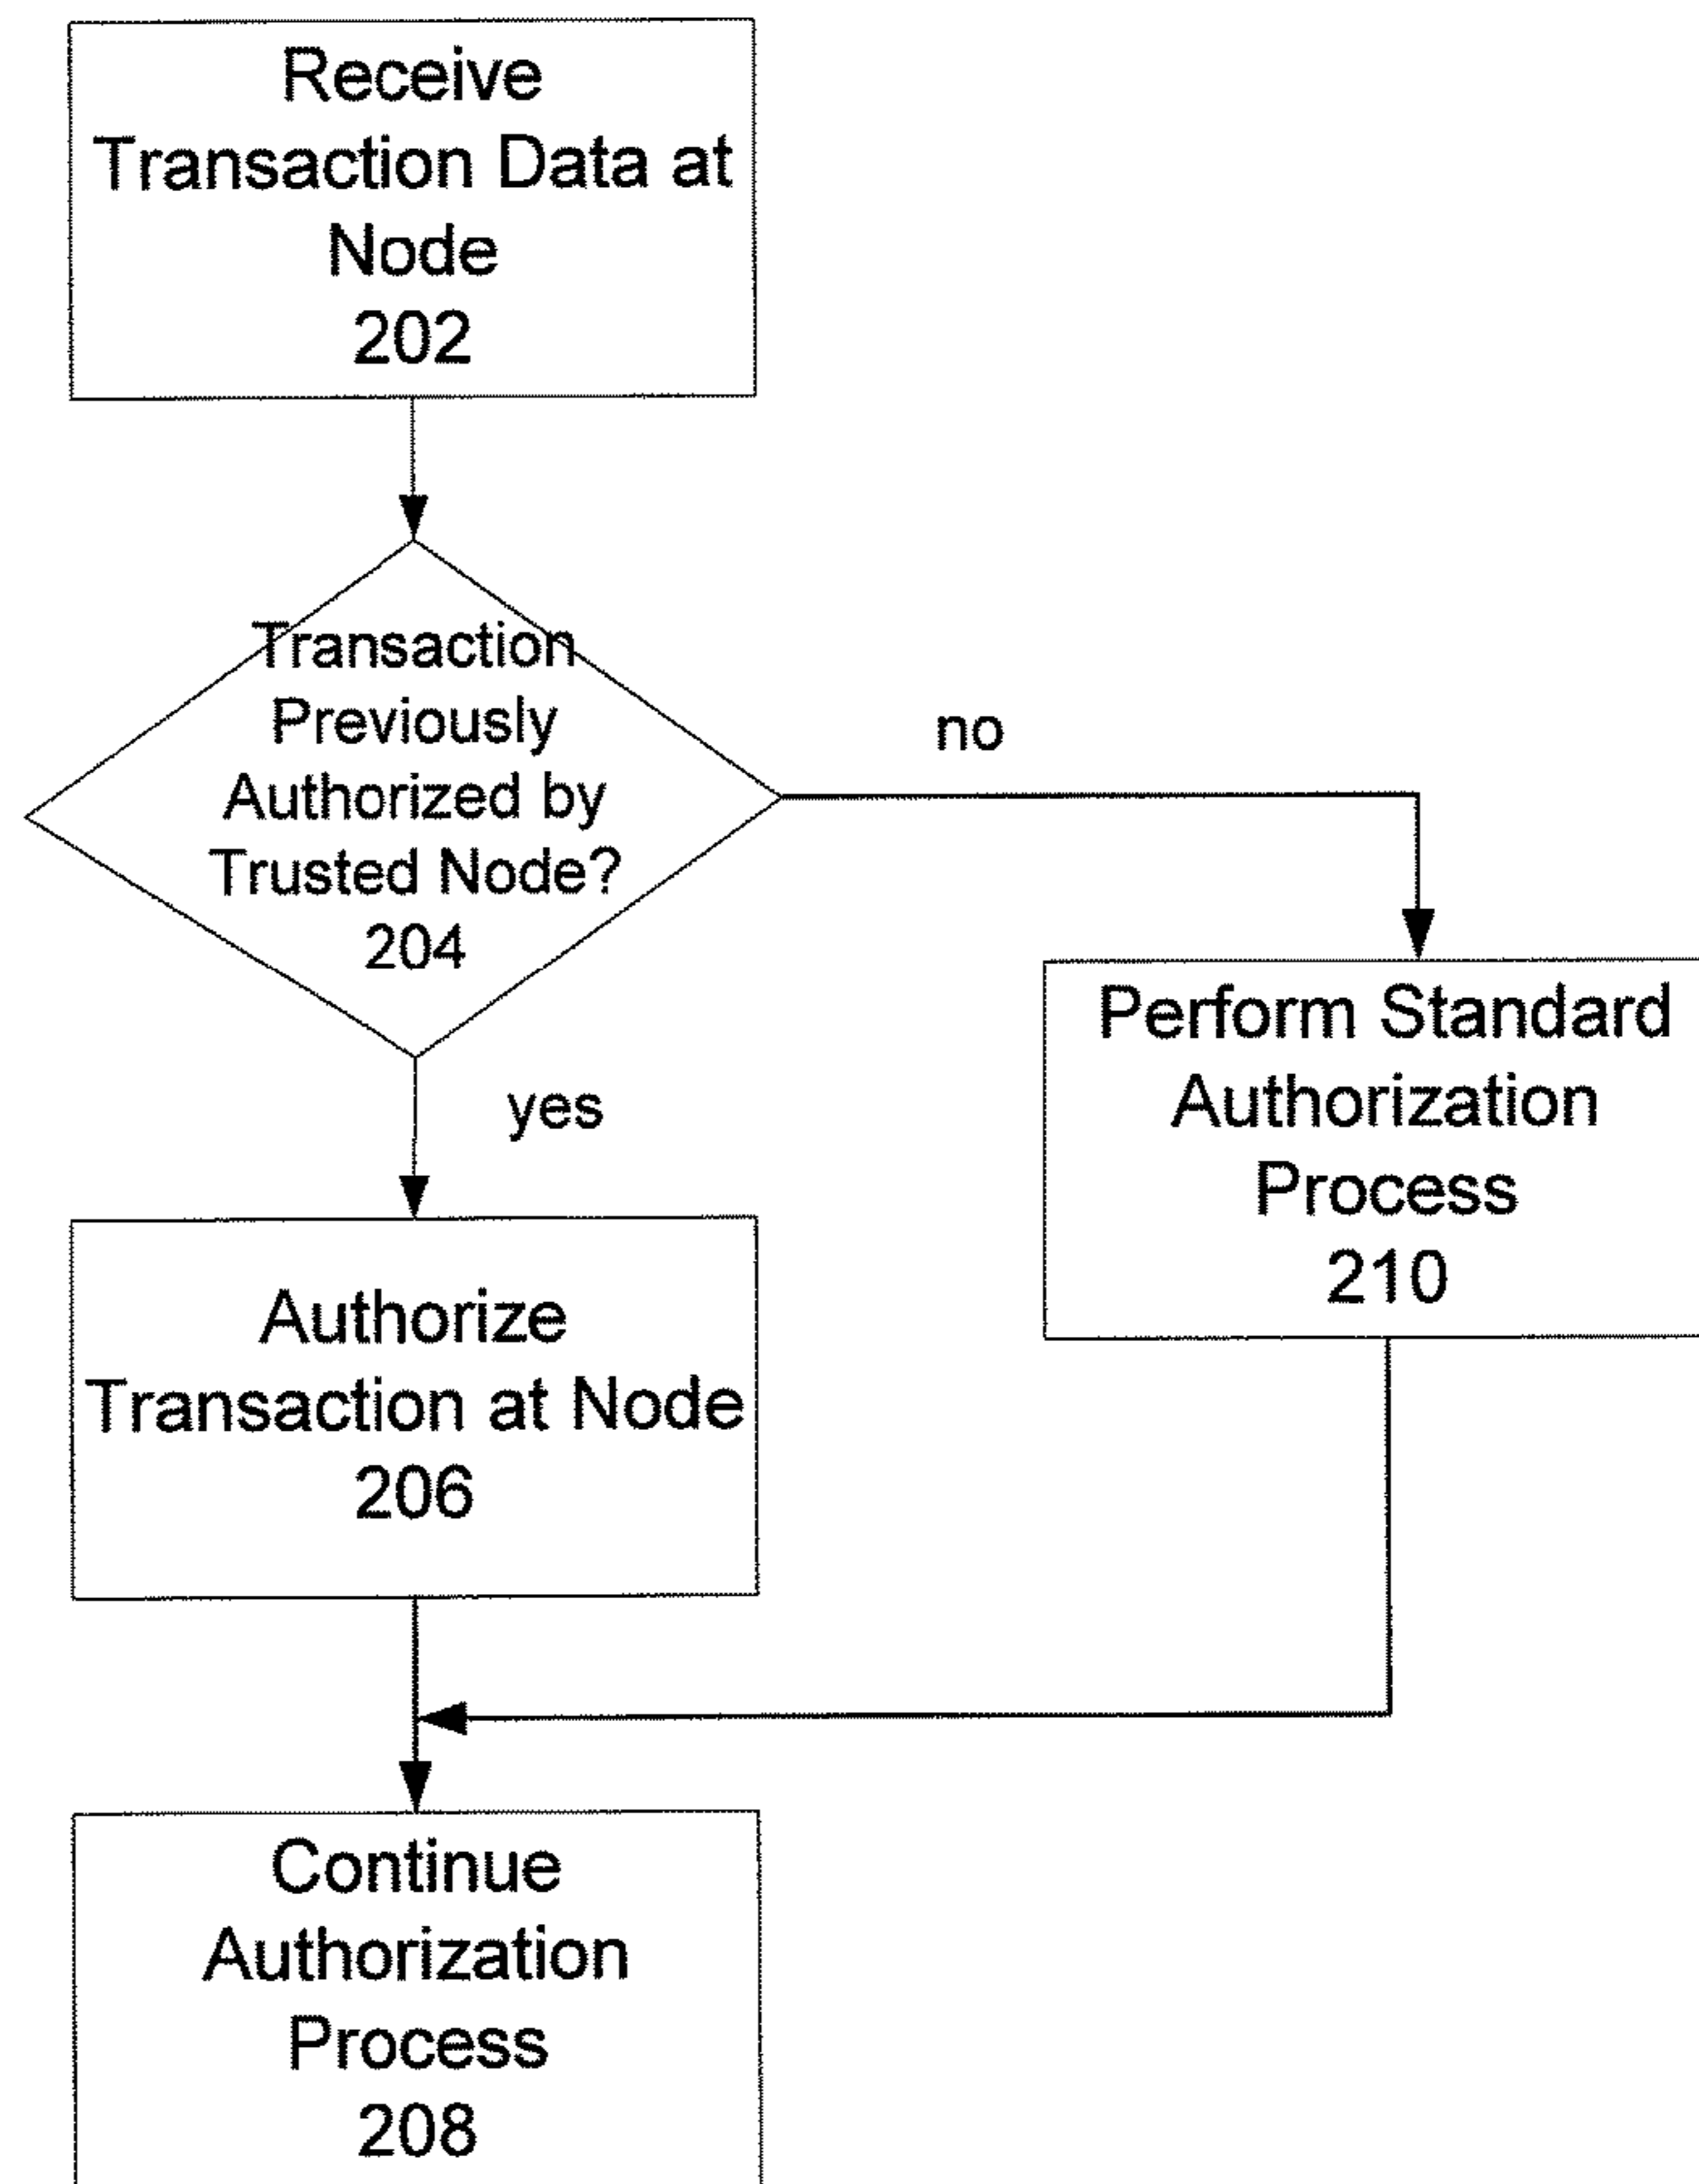 Receive
Transaction Data at
Node
202
Transaction
Previously
Authorized by
Trusted Node?
204
no
yes
Perform Standard
Authorization
Process
210
Authorize
Transaction at Node
206
Continue
Authorization
Process
208